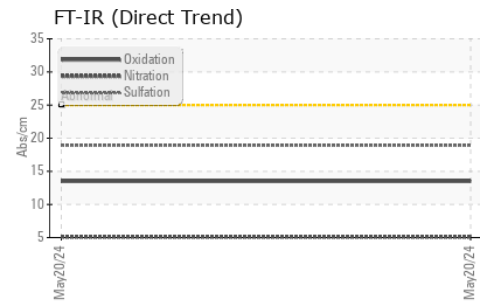 FT-IR (Direct Trend)
35
30
25
20
15
10
5
Abs/cm
Oxidation
Nitration
Sulfation
Abnormal
May20/24
May20/24